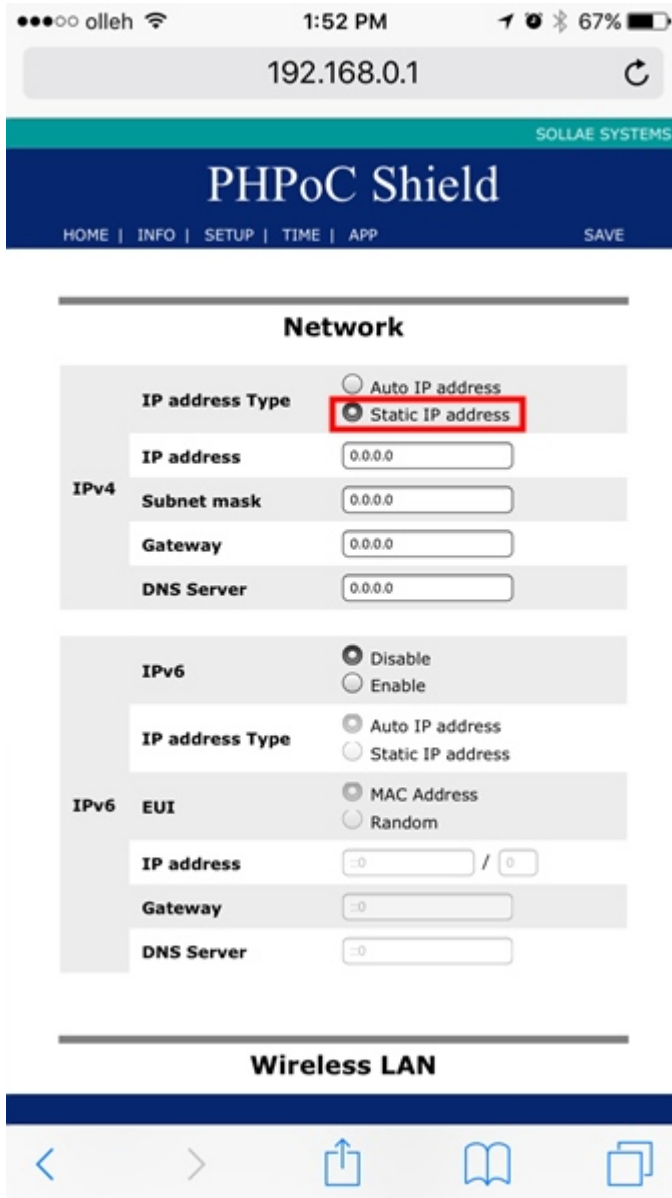 olleh 1:52 PM 67%
192.168.0.1
SOLLAE SYSTEMS
PHPoC Shield
HOME | INFO | SETUP | TIME | APP SAVE
Network
IPv4
IP address Type
Auto IP address
Static IP address
IP address 0.0.0.0
Subnet mask 0.0.0.0
Gateway 0.0.0.0
DNS Server 0.0.0.0
IPv6
IPv6
Disable
Enable
IP address Type
Auto IP address
Static IP address
EUI
MAC Address
Random
IP address ::0 / 0
Gateway ::0
DNS Server ::0
Wireless LAN